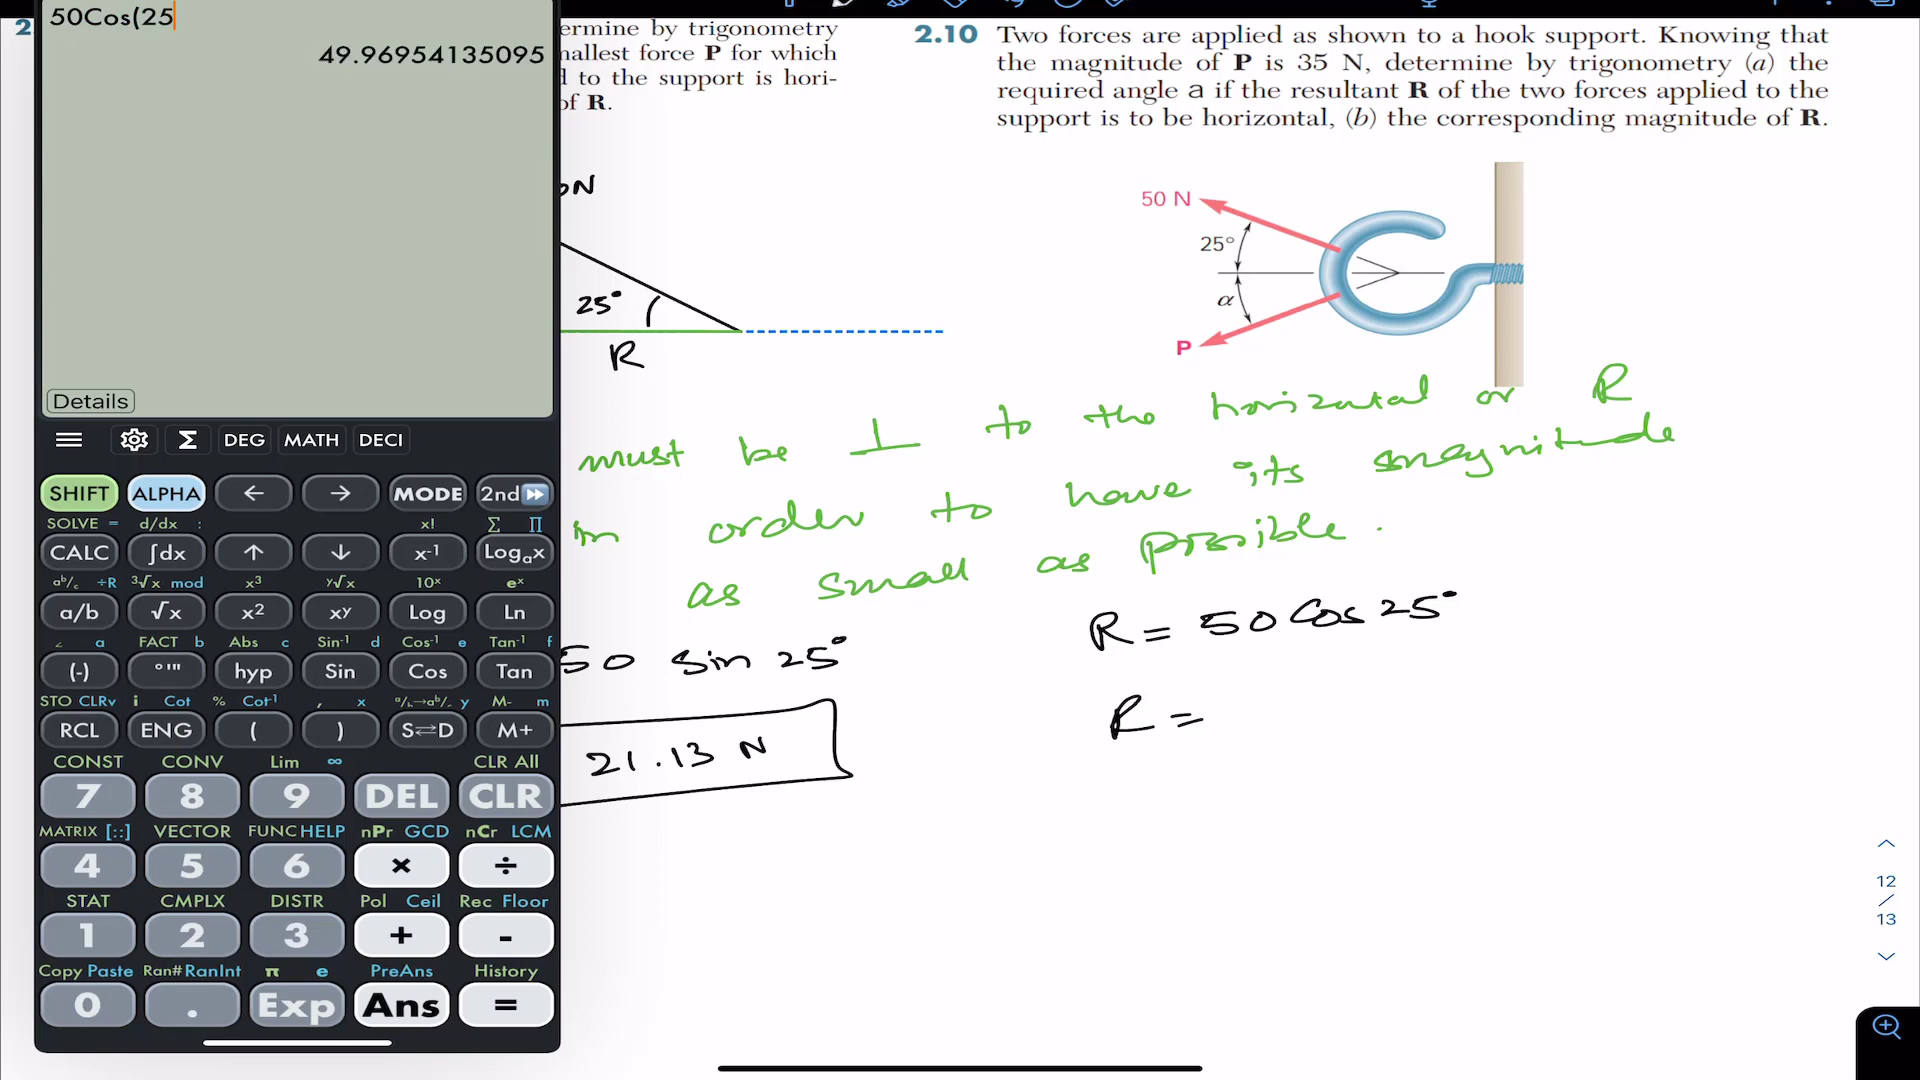 50Cos(25
49.96954135095
Details
DEG MATH DECI
SHIFT ALPHA ← → MODE 2nd
SOLVE = d/dx : x! Σ ∏
CALC ∫dx ↑ ↓ x-1 Logax
ab/c ÷R 3√x mod x3 y√x 10x ex
a/b √x x2 xy Log Ln
∠ a FACT b Abs c Sin-1 d Cos-1 e Tan-1 f
(-) °'" hyp Sin Cos Tan
STO CLRv i Cot % Cot-1 , x a/b→ab/c y M- m
RCL ENG ( ) S⇄D M+
CONST CONV Lim ∞ CLR All
7 8 9 DEL CLR
MATRIX [::] VECTOR FUNC HELP nPr GCD nCr LCM
4 5 6 × ÷
STAT CMPLX DISTR Pol Ceil Rec Floor
1 2 3 + -
Copy Paste Ran# RanInt π e PreAns History
0 . Exp Ans =
2
ermine by trigonometry
nallest force P for which
d to the support is hori-
of R.
0N
25°
R
2.10 Two forces are applied as shown to a hook support. Knowing that
the magnitude of P is 35 N, determine by trigonometry (a) the
required angle a if the resultant R of the two forces applied to the
support is to be horizontal, (b) the corresponding magnitude of R.
50 N
25°
α
P
must be ⊥ to the horizontal or R
in order to have its magnitude
as small as possible.
50 sin 25°
21.13 N
R = 50 Cos 25°
R =
12
/
13